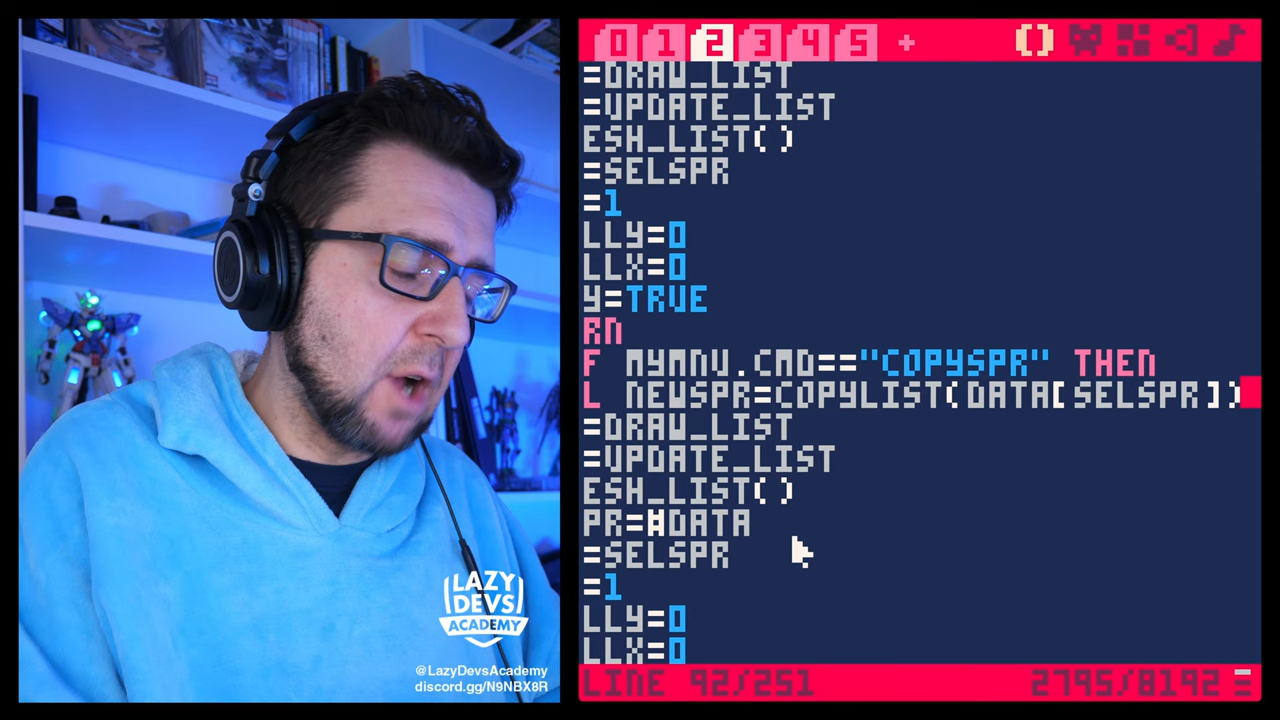 0 1 2 3 4 5 +
=DRAW_LIST
=UPDATE_LIST
ESH_LIST()
=SELSPR
=1
LLY=0
LLX=0
Y=TRUE
RN
F MYMNU.CMD=="COPYSPR" THEN
L NEWSPR=COPYLIST(DATA[SELSPR])
=DRAW_LIST
=UPDATE_LIST
ESH_LIST()
PR=#DATA
=SELSPR
=1
LLY=0
LLX=0
LINE 92/251 2795/8192
LAZY
DEVS
ACADEMY
@LazyDevsAcademy
discord.gg/N9NBX8R